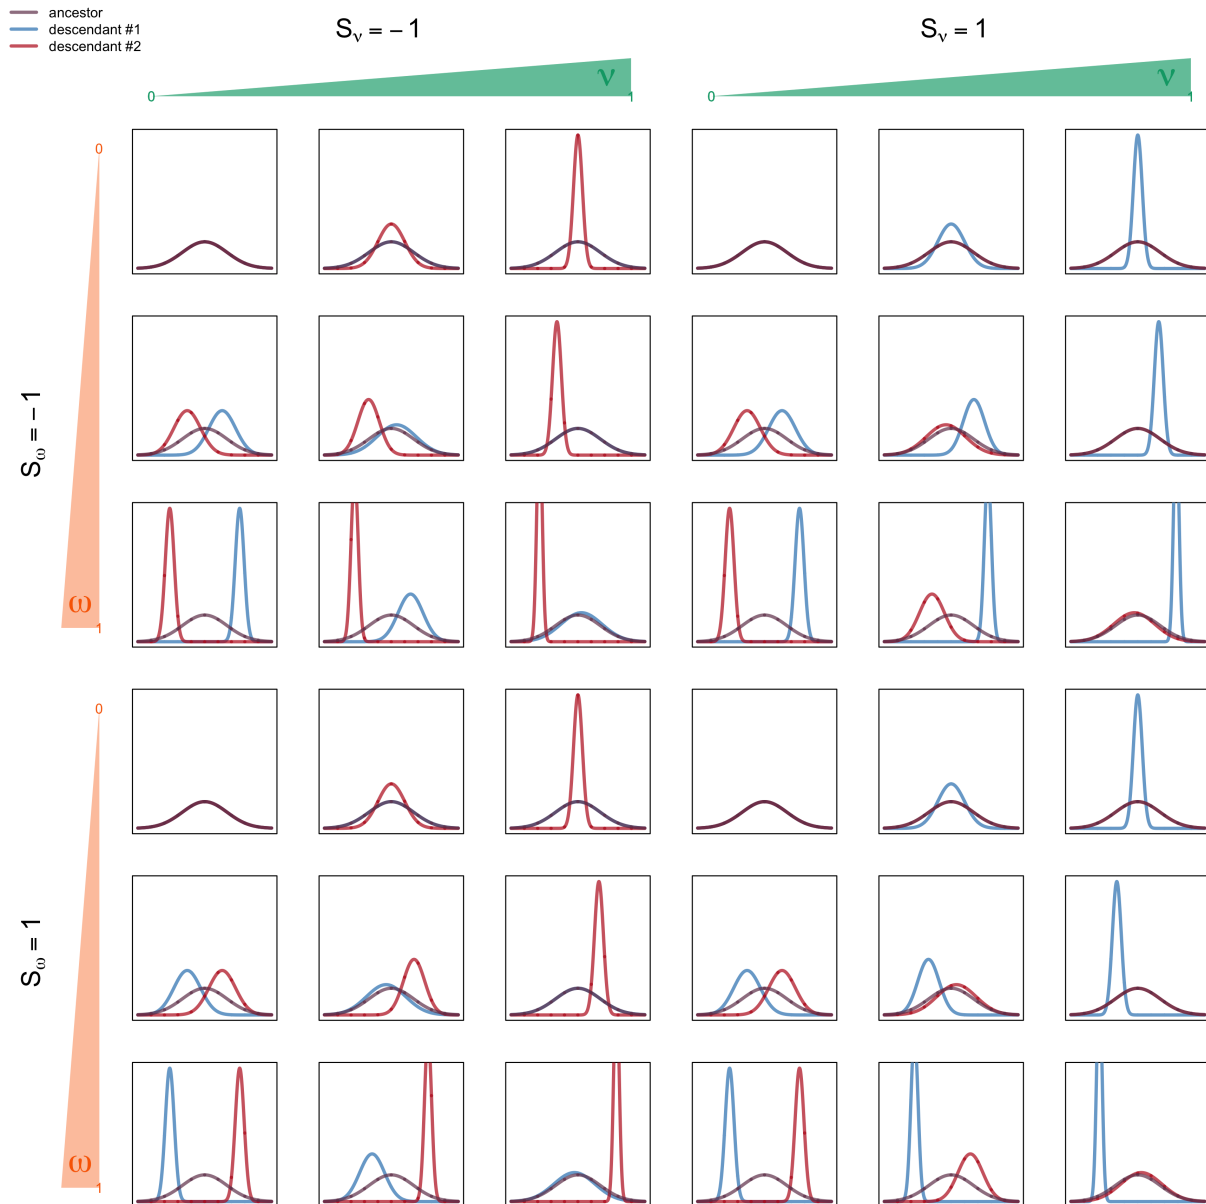 ancestor
descendant #1
descendant #2
Sν = − 1
Sν = 1
0 ν 1
0 ν 1
Sω = − 1
0
ω
1
Sω = 1
0
ω
1